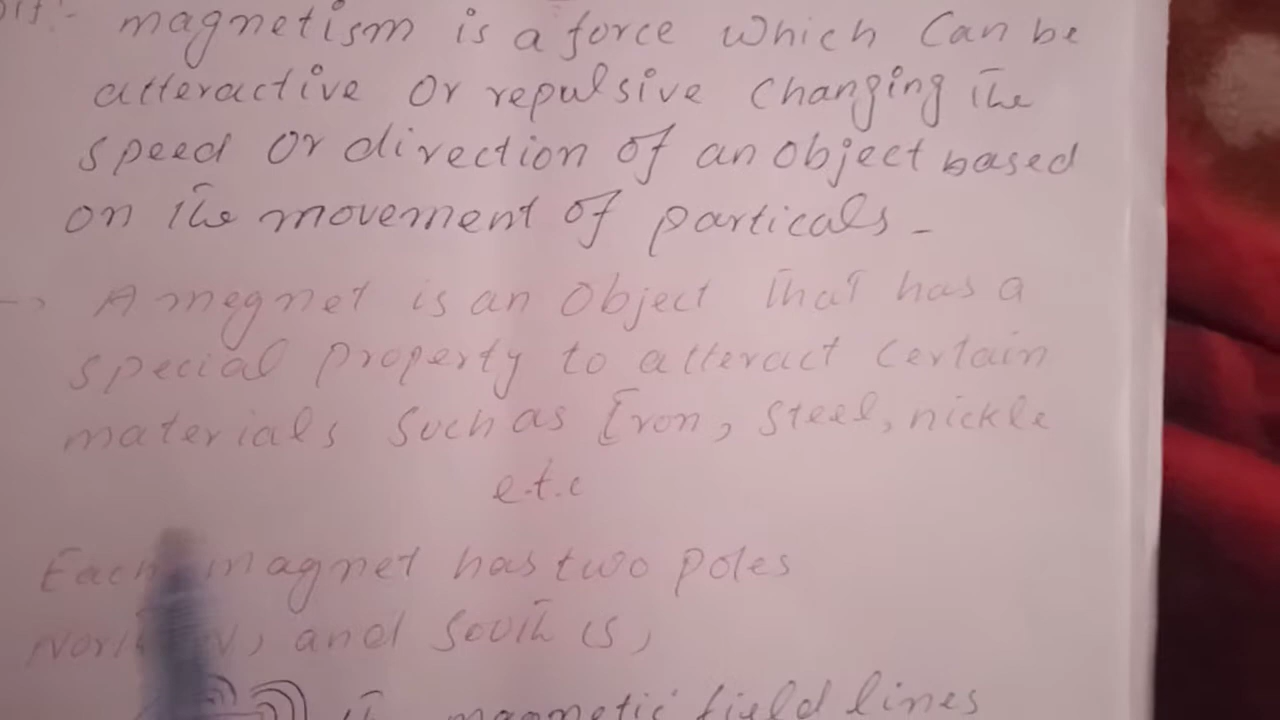 magnetism is a force which can be
atteractive or repulsive changing the
speed or direction of an object based
on the movement of particals -
→ A megnet is an object that has a
special property to atteract certain
materials such as Iron, steel, nickle
e.t.c
Each magnet has two poles
North (N) and South (S)
magnetic field lines